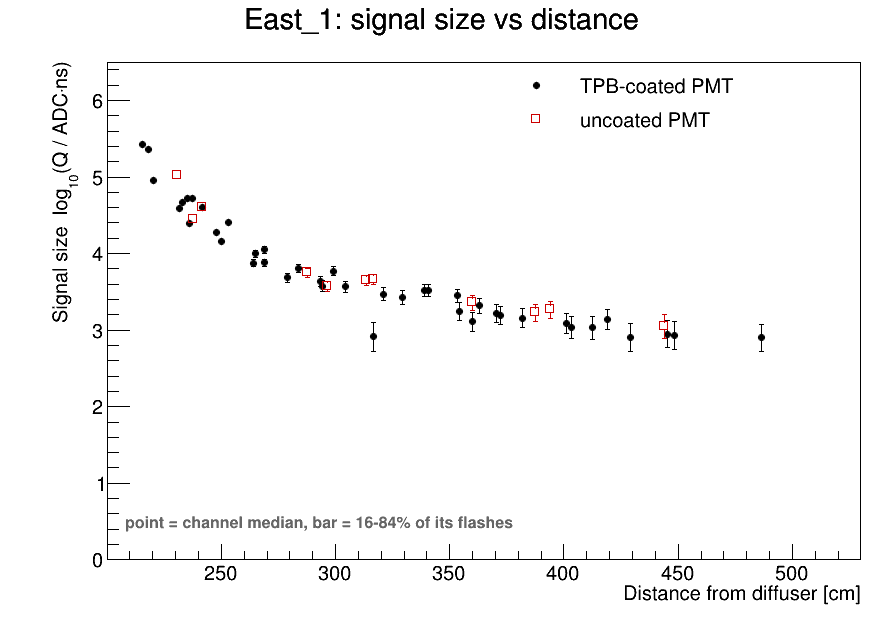 East_1: signal size vs distance
Signal size log₁₀(Q / ADC·ns)
TPB-coated PMT
uncoated PMT
6
5
4
3
2
1
0
point = channel median, bar = 16-84% of its flashes
250 300 350 400 450 500
Distance from diffuser [cm]